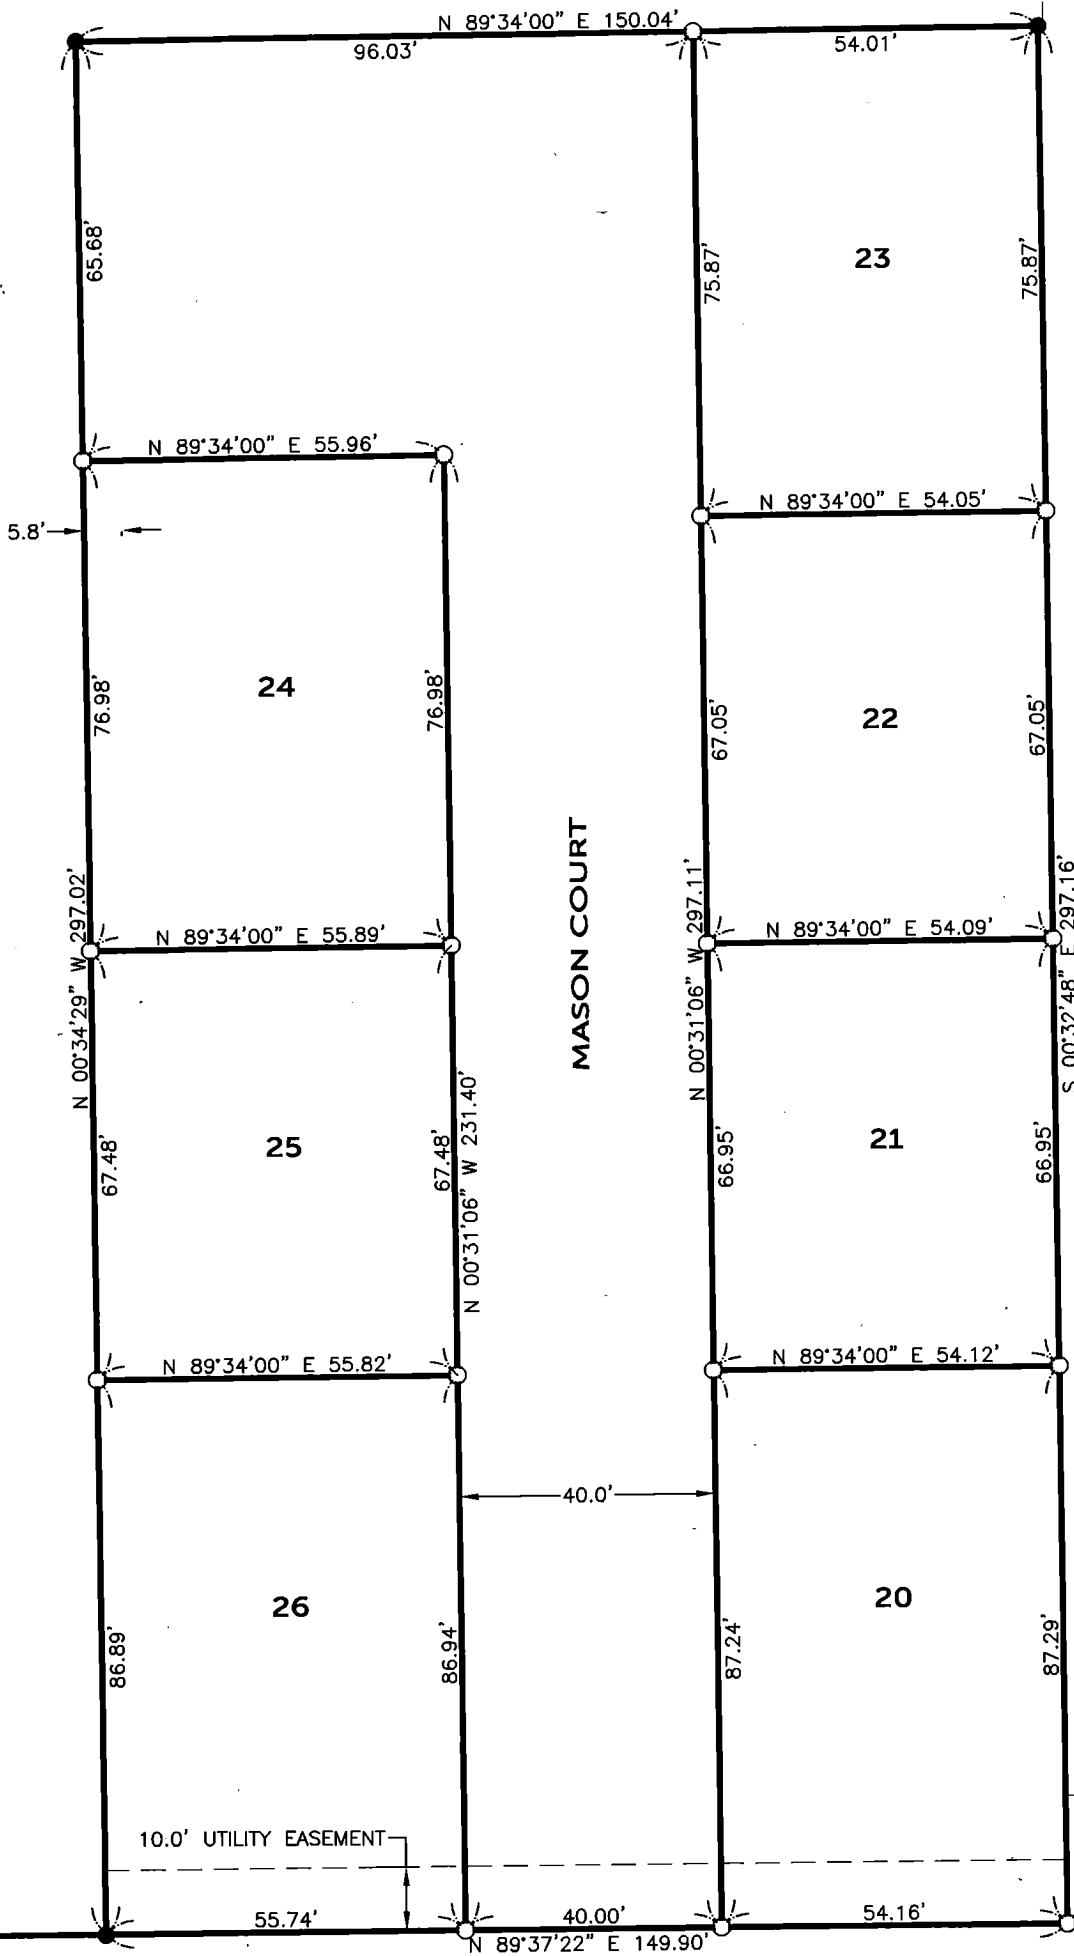 N 89°34'00" E 150.04'
96.03'
54.01'
65.68'
75.87'
23
75.87'
N 89°34'00" E 55.96'
5.8'
N 89°34'00" E 54.05'
24
76.98'
76.98'
22
67.05'
67.05'
MASON COURT
N 00°34'29" W 297.02'
N 89°34'00" E 55.89'
N 00°31'06" W 297.11'
N 89°34'00" E 54.09'
S 00°32'48" E 297.16'
25
67.48'
67.48'
N 00°31'06" W 231.40'
21
66.95'
66.95'
N 89°34'00" E 55.82'
N 89°34'00" E 54.12'
40.0'
26
86.89'
86.94'
20
87.24'
87.29'
10.0' UTILITY EASEMENT
55.74'
40.00'
54.16'
N 89°37'22" E 149.90'